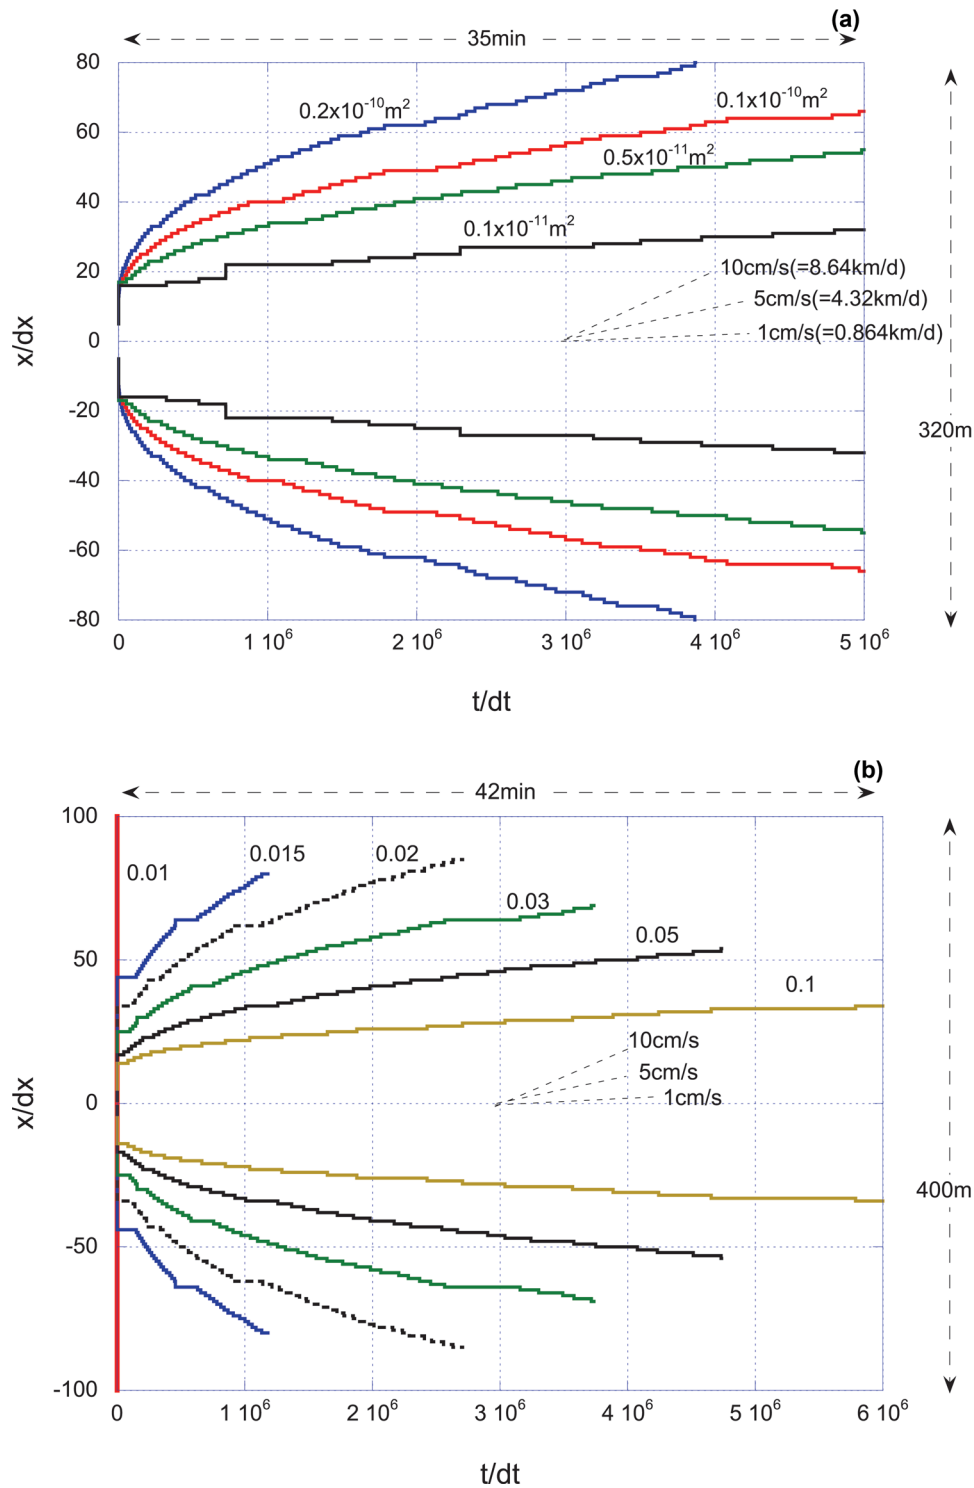 (a)
35min
80
0.2x10⁻¹⁰m²
0.1x10⁻¹⁰m²
60
0.5x10⁻¹¹m²
40
0.1x10⁻¹¹m²
20
10cm/s(=8.64km/d)
5cm/s(=4.32km/d)
1cm/s(=0.864km/d)
0
x/dx
-20
320m
-40
-60
-80
0 1 10⁶ 2 10⁶ 3 10⁶ 4 10⁶ 5 10⁶
t/dt
(b)
42min
100
0.01 0.015 0.02
0.03
0.05
50
0.1
10cm/s
5cm/s
1cm/s
0
x/dx
400m
-50
-100
0 1 10⁶ 2 10⁶ 3 10⁶ 4 10⁶ 5 10⁶ 6 10⁶
t/dt